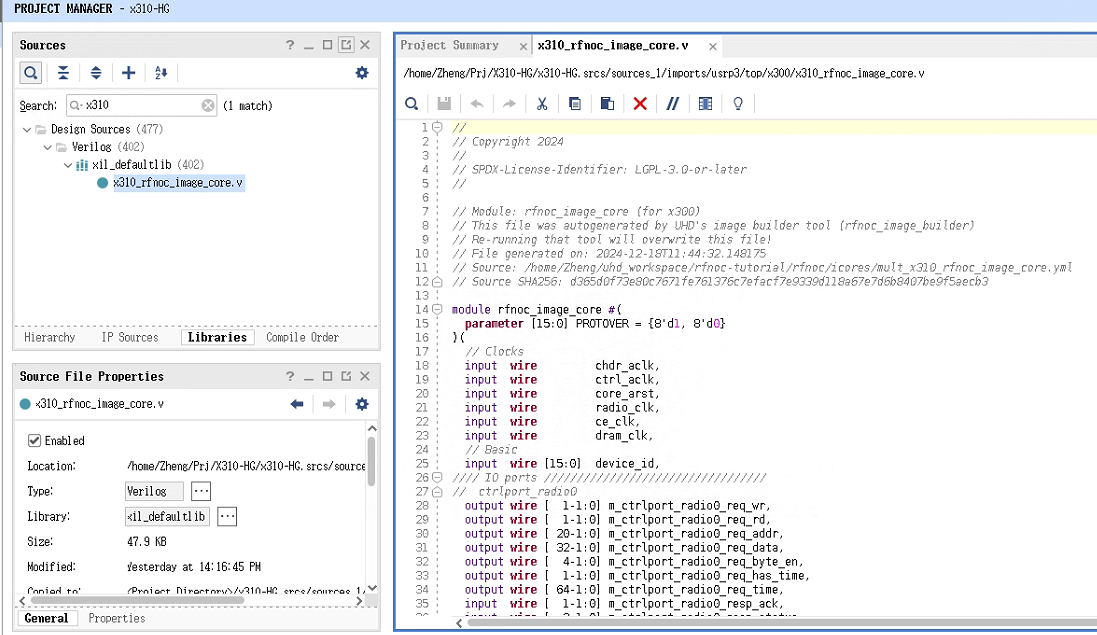 PROJECT MANAGER - x310-HG
Sources
Search: x310 (1 match)
Design Sources (477)
Verilog (402)
xil_defaultlib (402)
x310_rfnoc_image_core.v
Hierarchy IP Sources Libraries Compile Order
Source File Properties
x310_rfnoc_image_core.v
Enabled
Location: /home/Zheng/Prj/X310-HG/x310-HG.srcs/source
Type: Verilog
Library: xil_defaultlib
Size: 47.9 KB
Modified: Yesterday at 14:16:45 PM
Copied to: <Project Directory>/x310-HG.srcs/sources_1/
General Properties
Project Summary x310_rfnoc_image_core.v
/home/Zheng/Prj/X310-HG/x310-HG.srcs/sources_1/imports/usrp3/top/x300/x310_rfnoc_image_core.v
1 //
2 // Copyright 2024
3 //
4 // SPDX-License-Identifier: LGPL-3.0-or-later
5 //
6
7 // Module: rfnoc_image_core (for x300)
8 // This file was autogenerated by UHD's image builder tool (rfnoc_image_builder)
9 // Re-running that tool will overwrite this file!
10 // File generated on: 2024-12-18T11:44:32.148175
11 // Source: /home/Zheng/uhd_workspace/rfnoc-tutorial/rfnoc/icores/mult_x310_rfnoc_image_core.yml
12 // Source SHA256: d365d0f73e80c7671fe761376c7efacf7e9339d118a67e7d6b8407be9f5aecb3
13
14 module rfnoc_image_core #(
15 parameter [15:0] PROTOVER = {8'd1, 8'd0}
16 )(
17 // Clocks
18 input wire chdr_aclk,
19 input wire ctrl_aclk,
20 input wire core_arst,
21 input wire radio_clk,
22 input wire ce_clk,
23 input wire dram_clk,
24 // Basic
25 input wire [15:0] device_id,
26 //// IO ports //////////////////////////////////
27 // ctrlport_radio0
28 output wire [ 1-1:0] m_ctrlport_radio0_req_wr,
29 output wire [ 1-1:0] m_ctrlport_radio0_req_rd,
30 output wire [ 20-1:0] m_ctrlport_radio0_req_addr,
31 output wire [ 32-1:0] m_ctrlport_radio0_req_data,
32 output wire [ 4-1:0] m_ctrlport_radio0_req_byte_en,
33 output wire [ 1-1:0] m_ctrlport_radio0_req_has_time,
34 output wire [ 64-1:0] m_ctrlport_radio0_req_time,
35 input wire [ 1-1:0] m_ctrlport_radio0_resp_ack,